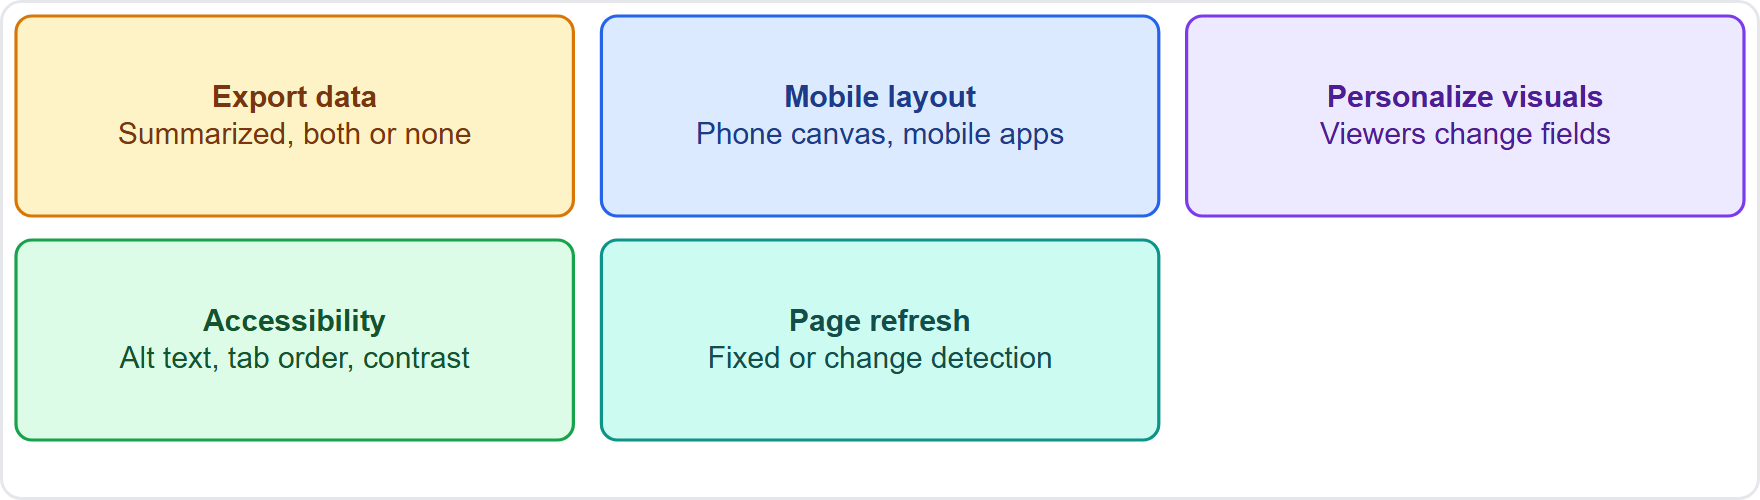 Export data
Summarized, both or none
Mobile layout
Phone canvas, mobile apps
Personalize visuals
Viewers change fields
Accessibility
Alt text, tab order, contrast
Page refresh
Fixed or change detection